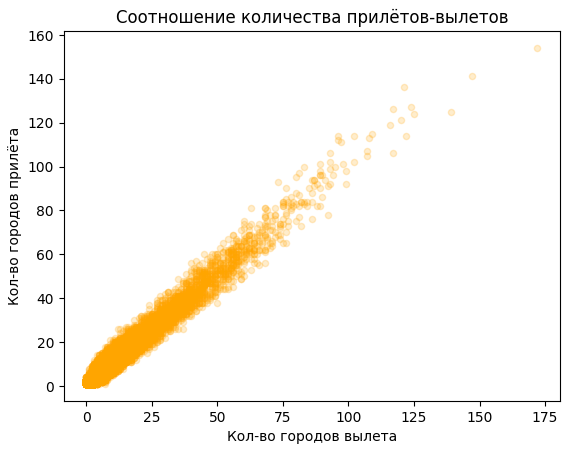 Соотношение количества прилётов-вылетов
160
140
120
100
80
60
40
20
0
Кол-во городов прилёта
0 25 50 75 100 125 150 175
Кол-во городов вылета